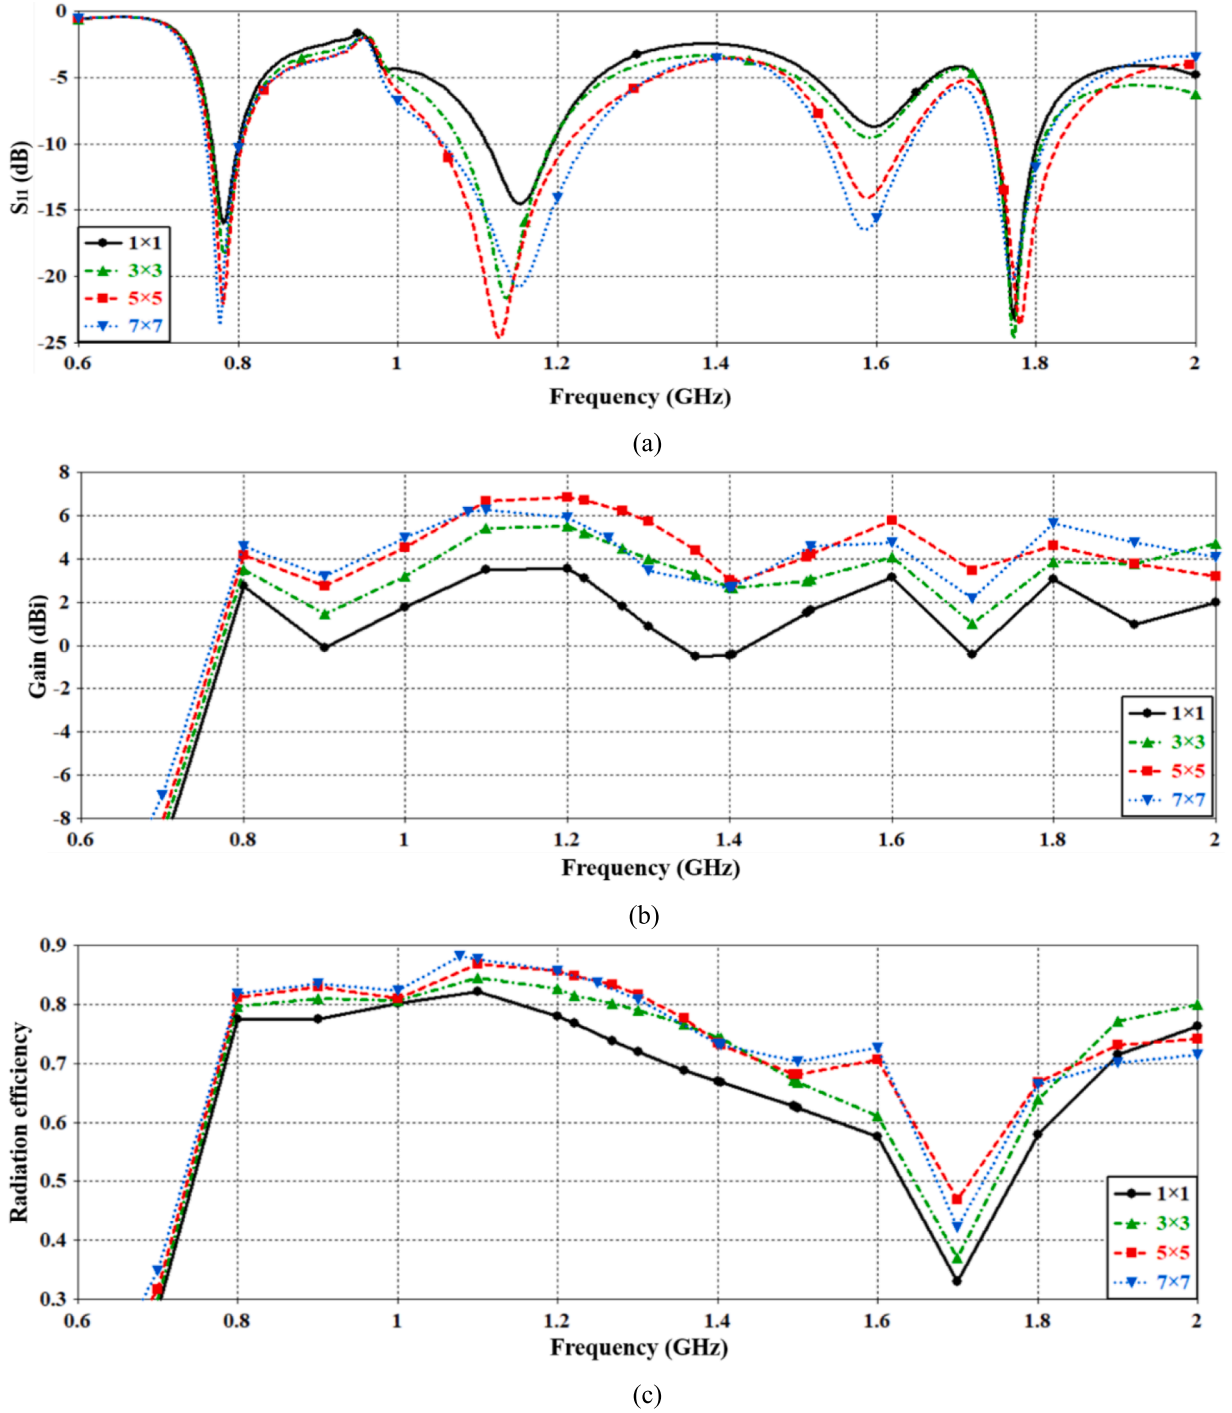 0
-5
-10
-15
-20
-25
S11 (dB)
1×1
3×3
5×5
7×7
0.6 0.8 1 1.2 1.4 1.6 1.8 2
Frequency (GHz)
(a)
8
6
4
2
0
-2
-4
-6
-8
Gain (dBi)
1×1
3×3
5×5
7×7
0.6 0.8 1 1.2 1.4 1.6 1.8 2
Frequency (GHz)
(b)
0.9
0.8
0.7
0.6
0.5
0.4
0.3
Radiation efficiency
1×1
3×3
5×5
7×7
0.6 0.8 1 1.2 1.4 1.6 1.8 2
Frequency (GHz)
(c)